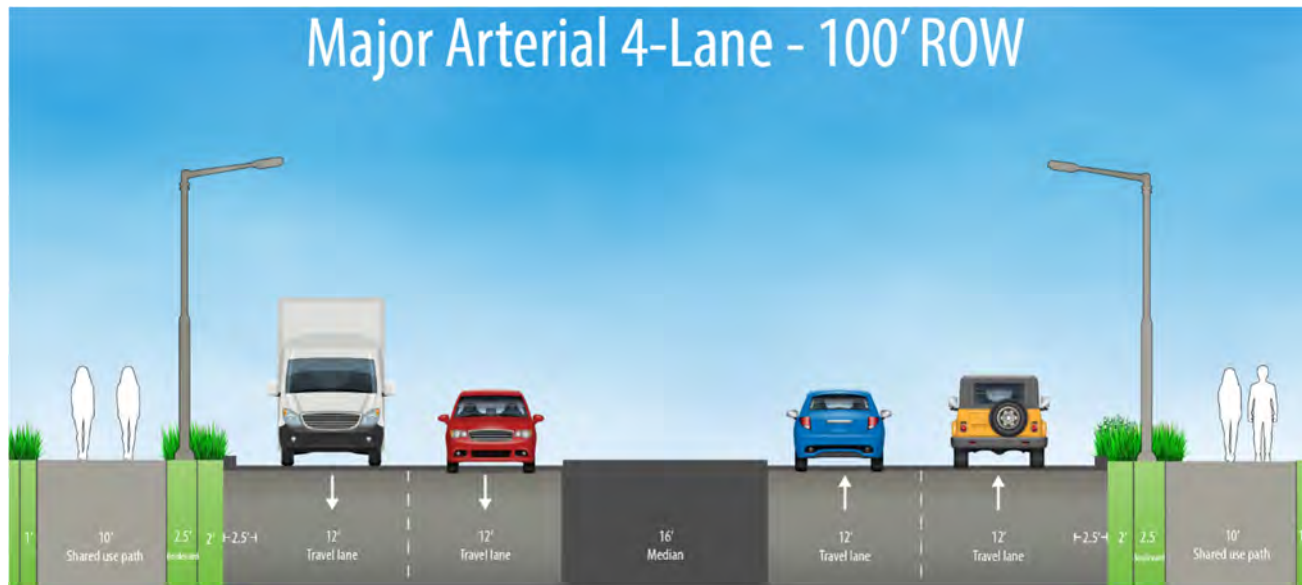 Major Arterial 4-Lane - 100' ROW
1'
10'
Shared use path
2.5'
Boulevard
2'
2.5'
12'
Travel lane
12'
Travel lane
16'
Median
12'
Travel lane
12'
Travel lane
2.5'
2'
2.5'
Boulevard
10'
Shared use path